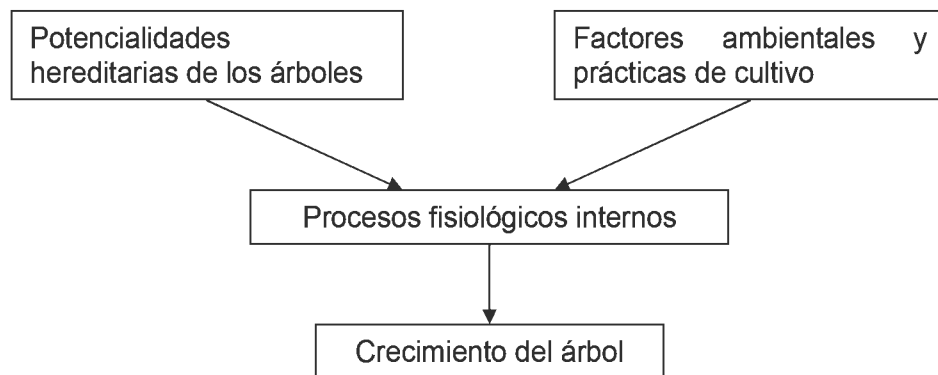 Potencialidades
hereditarias de los árboles
Factores ambientales y
prácticas de cultivo
Procesos fisiológicos internos
Crecimiento del árbol